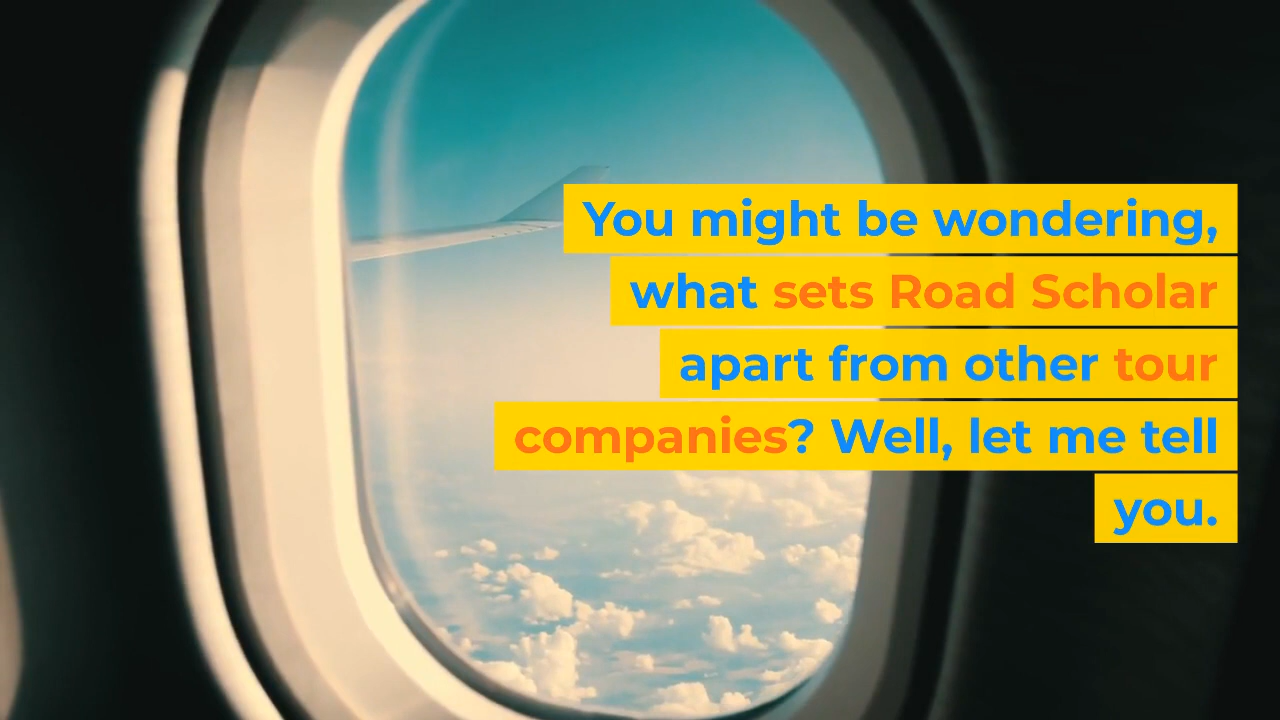 You might be wondering,
what sets Road Scholar
apart from other tour
companies? Well, let me tell
you.